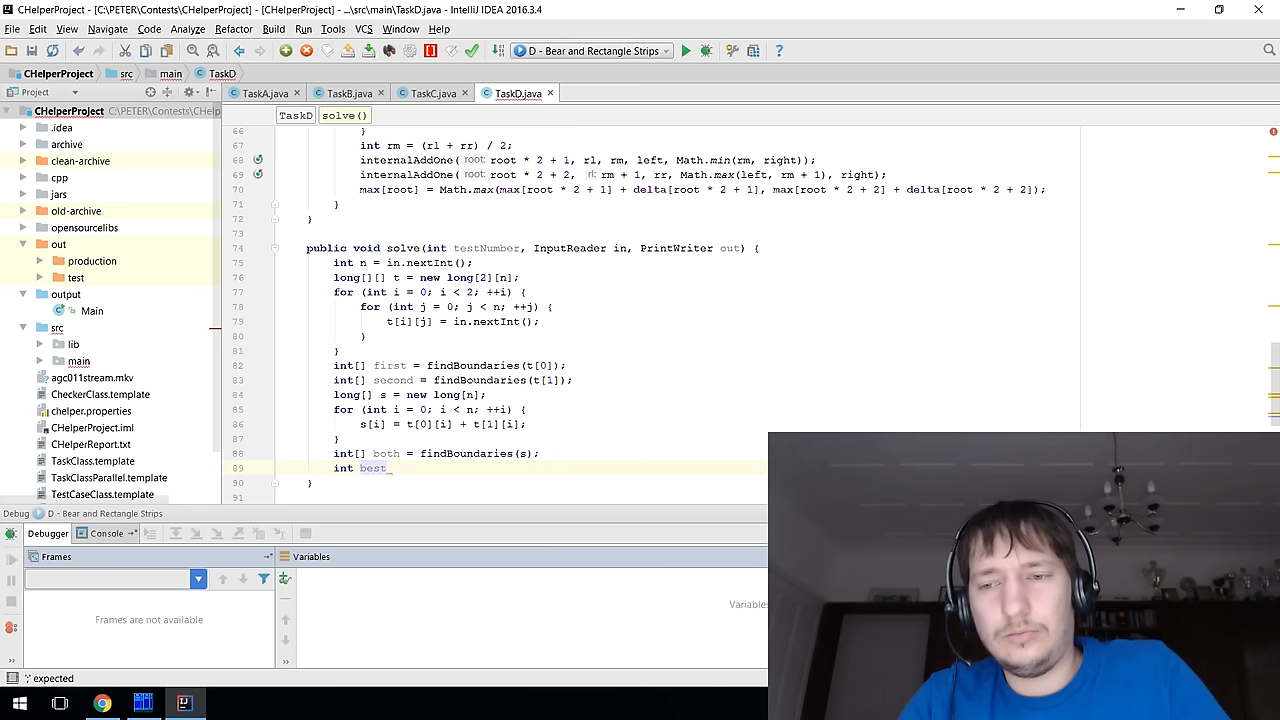 CHelperProject - [C:\PETER\Contests\CHelperProject] - [CHelperProject] - ...\src\main\TaskD.java - IntelliJ IDEA 2016.3.4
File Edit View Navigate Code Analyze Refactor Build Run Tools VCS Window Help
D - Bear and Rectangle Strips
CHelperProject src main TaskD
Project TaskA.java TaskB.java TaskC.java TaskD.java
CHelperProject C:\PETER\Contests\CHelp
TaskD solve()
.idea
archive
clean-archive
cpp
jars
old-archive
opensourcelibs
out
production
test
output
Main
src
lib
main
agc011stream.mkv
CheckerClass.template
chelper.properties
CHelperProject.iml
CHelperReport.txt
TaskClass.template
TaskClassParallel.template
TestCaseClass.template
66 }
67 int rm = (rl + rr) / 2;
68 internalAddOne( root: root * 2 + 1, rl, rm, left, Math.min(rm, right));
69 internalAddOne( root: root * 2 + 2, rl: rm + 1, rr, Math.max(left, rm + 1), right);
70 max[root] = Math.max(max[root * 2 + 1] + delta[root * 2 + 1], max[root * 2 + 2] + delta[root * 2 + 2]);
71 }
72 }
73
74 public void solve(int testNumber, InputReader in, PrintWriter out) {
75 int n = in.nextInt();
76 long[][] t = new long[2][n];
77 for (int i = 0; i < 2; ++i) {
78 for (int j = 0; j < n; ++j) {
79 t[i][j] = in.nextInt();
80 }
81 }
82 int[] first = findBoundaries(t[0]);
83 int[] second = findBoundaries(t[1]);
84 long[] s = new long[n];
85 for (int i = 0; i < n; ++i) {
86 s[i] = t[0][i] + t[1][i];
87 }
88 int[] both = findBoundaries(s);
89 int best
90 }
91
Debug D - Bear and Rectangle Strips
Debugger Console
Frames Variables
Frames are not available
Variables
';' expected